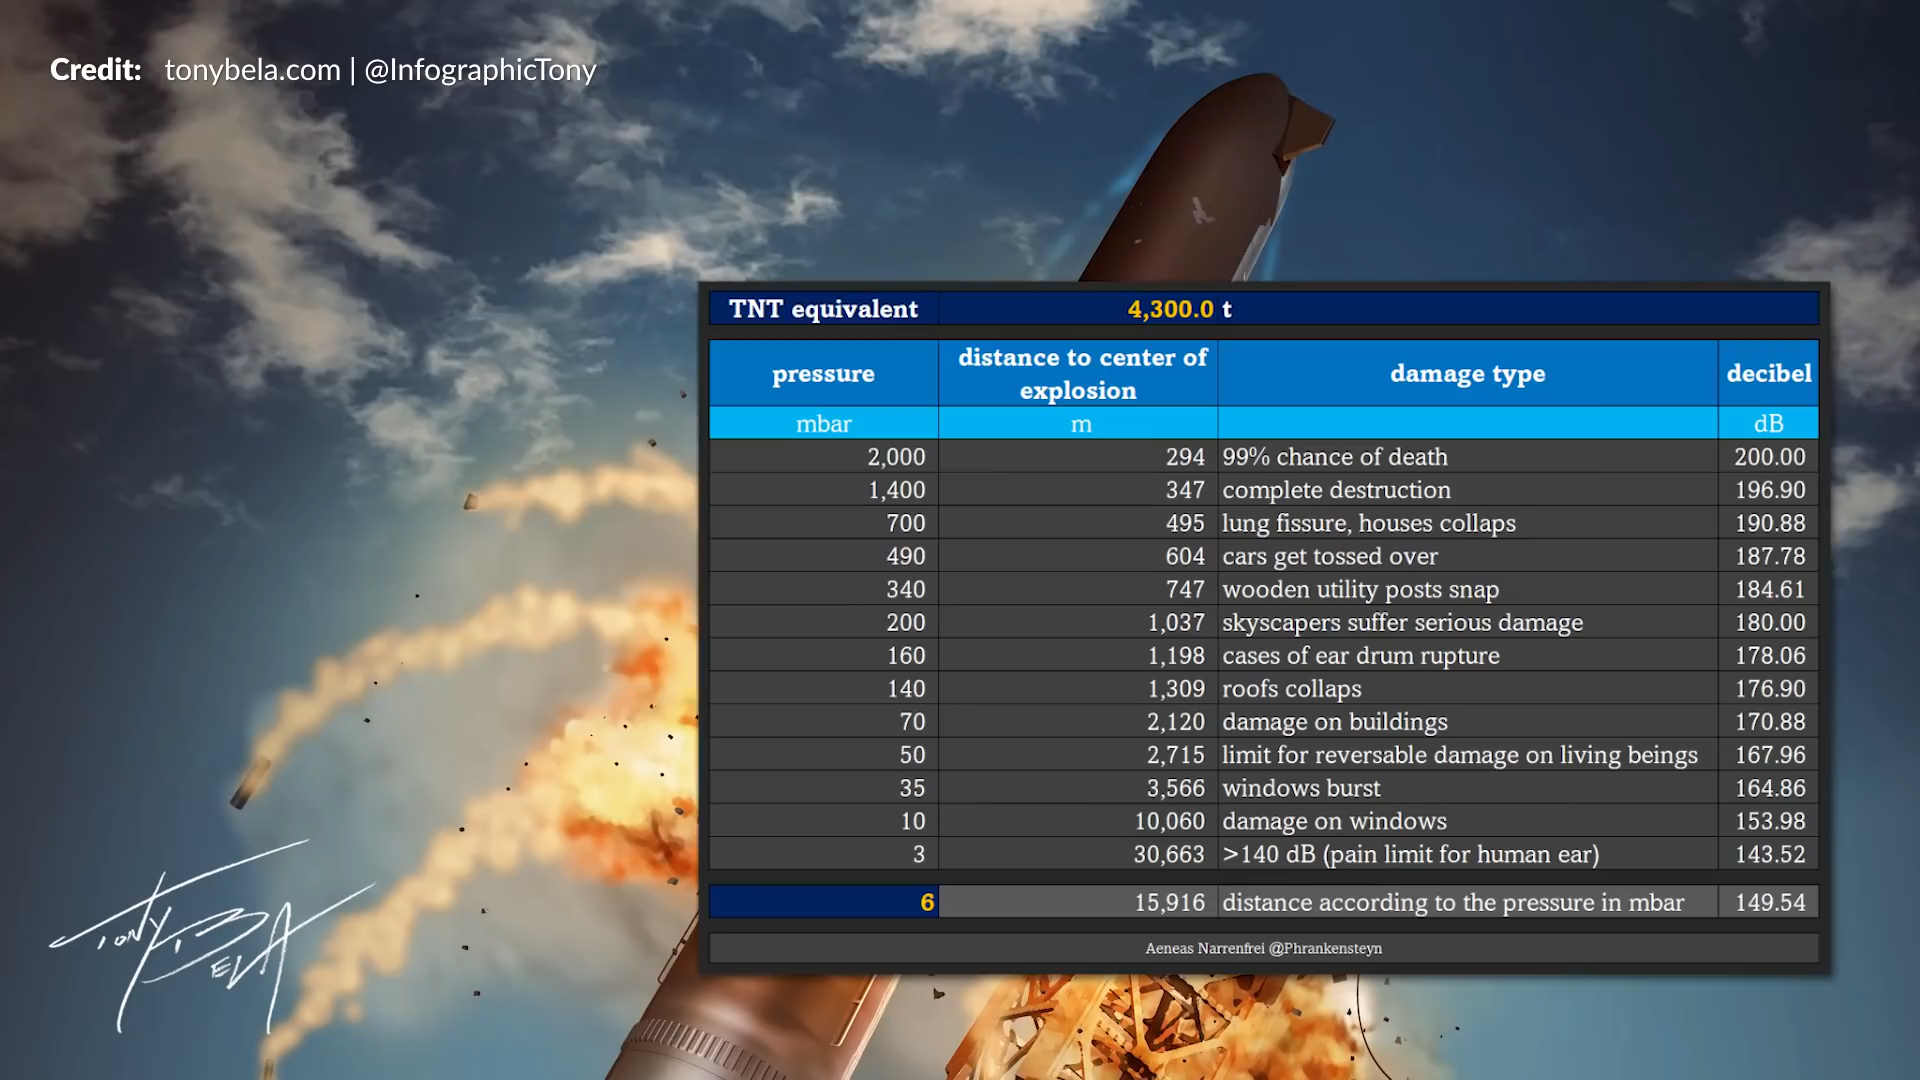 Credit: tonybela.com | @InfographicTony
TNT equivalent 4,300.0 t
pressure distance to center of explosion damage type decibel
mbar m dB
2,000 294 99% chance of death 200.00
1,400 347 complete destruction 196.90
700 495 lung fissure, houses collaps 190.88
490 604 cars get tossed over 187.78
340 747 wooden utility posts snap 184.61
200 1,037 skyscapers suffer serious damage 180.00
160 1,198 cases of ear drum rupture 178.06
140 1,309 roofs collaps 176.90
70 2,120 damage on buildings 170.88
50 2,715 limit for reversable damage on living beings 167.96
35 3,566 windows burst 164.86
10 10,060 damage on windows 153.98
3 30,663 >140 dB (pain limit for human ear) 143.52
6 15,916 distance according to the pressure in mbar 149.54
Aeneas Narrenfrei @Phrankensteyn
TONY
BELA